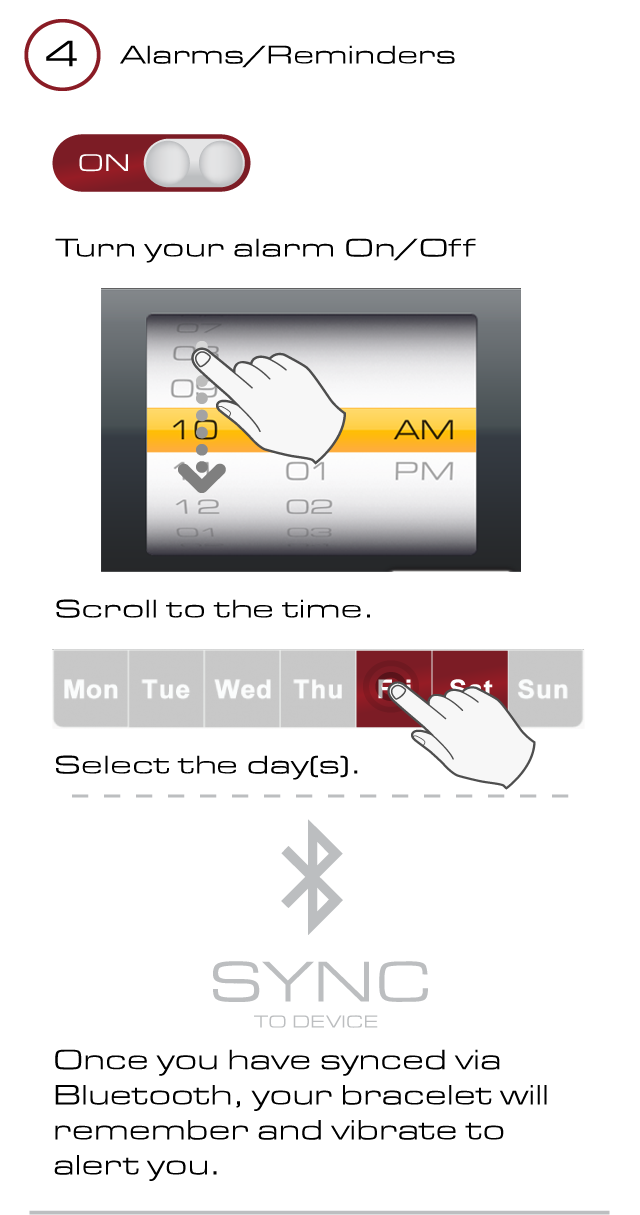 4 Alarms/Reminders
ON
Turn your alarm On/Off
07
08
09
10 AM
01 PM
12 02
01 03
Scroll to the time.
Mon Tue Wed Thu Fri Sat Sun
Select the day(s).
SYNC
TO DEVICE
Once you have synced via
Bluetooth, your bracelet will
remember and vibrate to
alert you.